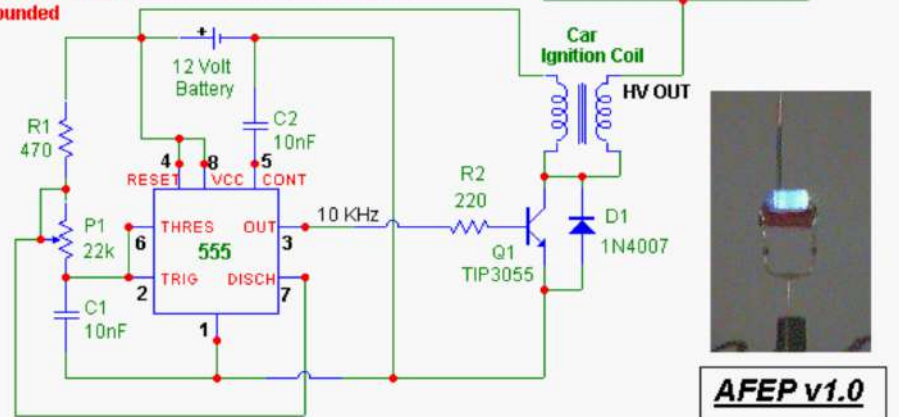 Car
Ignition Coil
HV OUT
12 Volt
Battery
C2
10nF
R1
470
4
8
5
RESET
VCC
CONT
R2
220
10 KHz
P1
22k
6
THRES
OUT
3
555
D1
1N4007
Q1
TIP3055
2
TRIG
DISCH
7
C1
10nF
1
AFEP v1.0